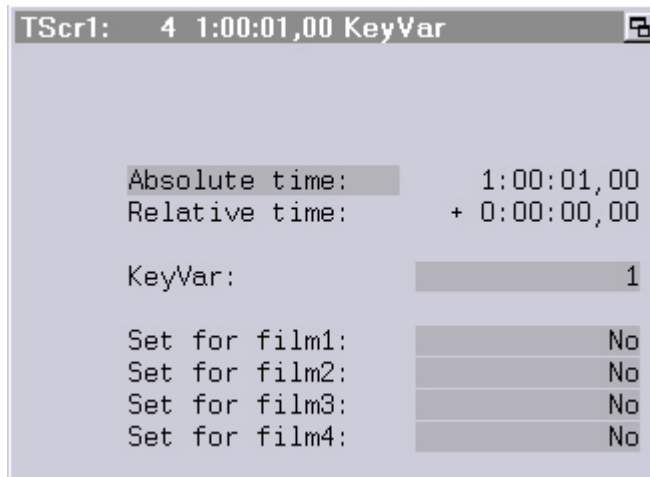 TScr1: 4 1:00:01,00 KeyVar
Absolute time: 1:00:01,00
Relative time: + 0:00:00,00
KeyVar: 1
Set for film1: No
Set for film2: No
Set for film3: No
Set for film4: No